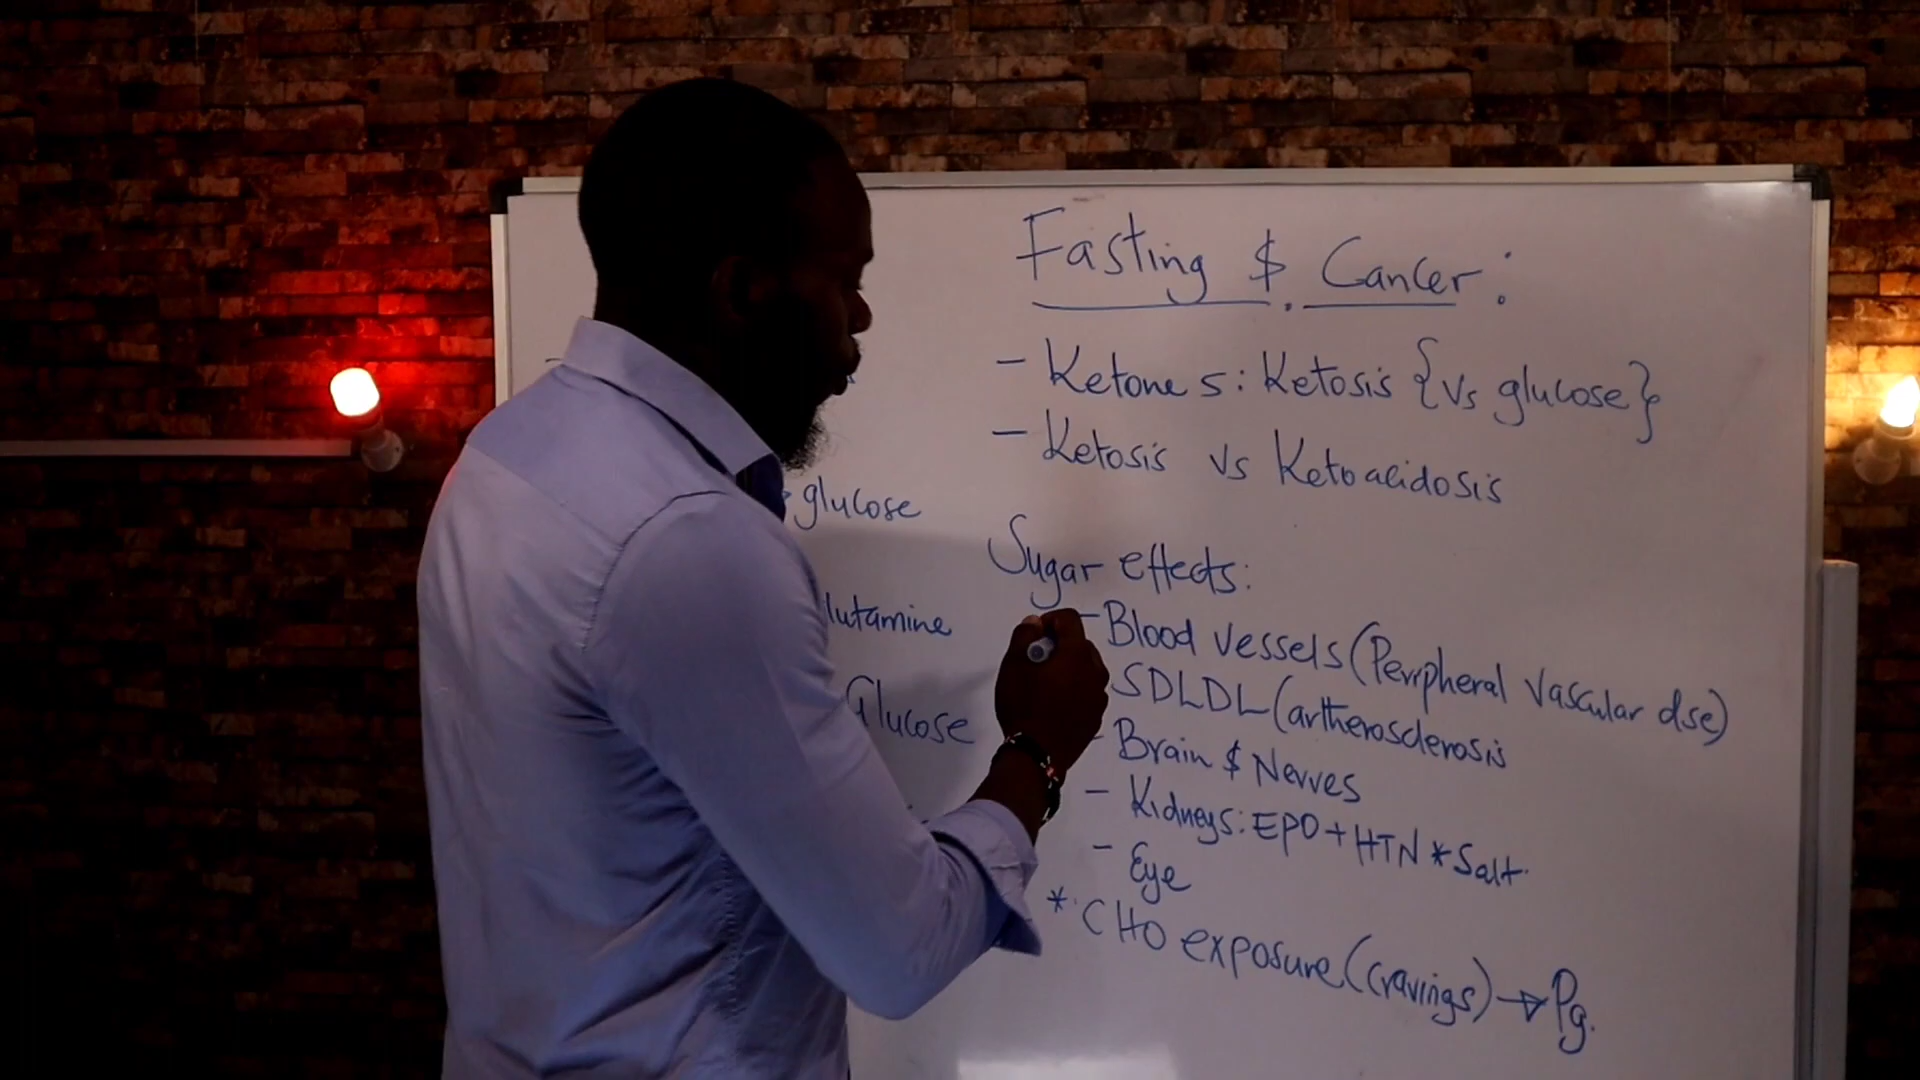 glucose
lutamine
Glucose
Fasting & Cancer:
- Ketones: Ketosis {Vs glucose}
- Ketosis vs Ketoacidosis
Sugar effects:
- Blood vessels (Perpheral Vascular dse)
SDLDL (artherosclerosis
- Brain & Nerves
- Kidneys: EPO + HTN * Salt.
- Eye
* CHO exposure (cravings) → Pg.